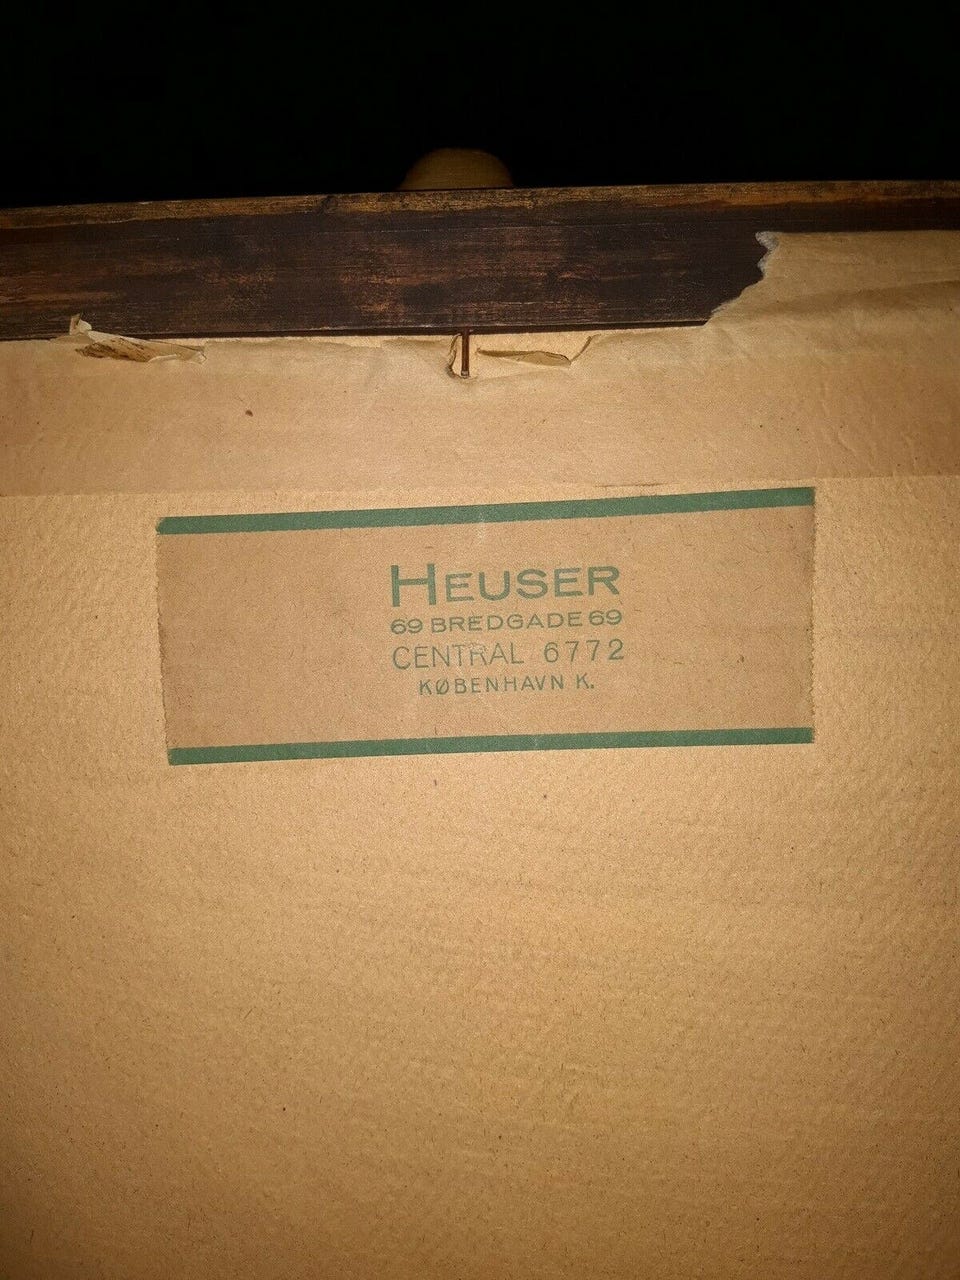 HEUSER
69 BREDGADE 69
CENTRAL 6772
KØBENHAVN K.